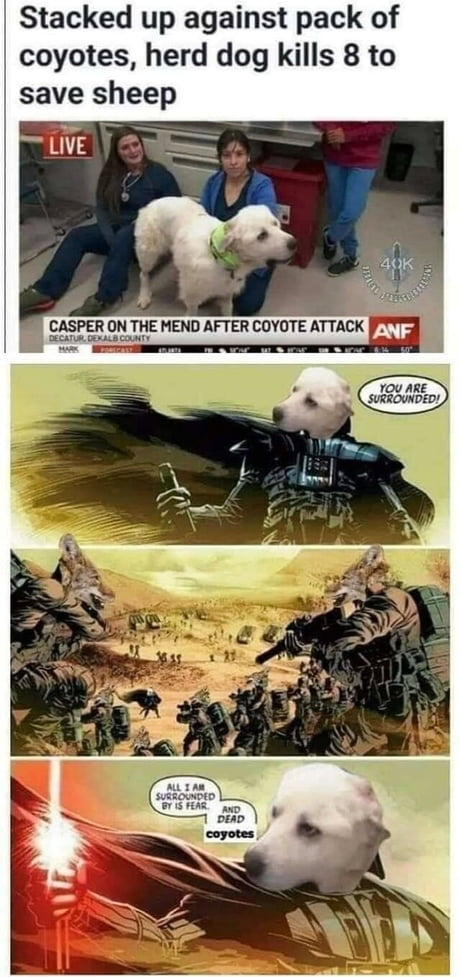 Stacked up against pack of
coyotes, herd dog kills 8 to
save sheep
LIVE
40K
CASPER ON THE MEND AFTER COYOTE ATTACK
ANF
DECATUR, DEKALB COUNTY
FORECAST
ATLANTA
YOU ARE
SURROUNDED!
ALL I AM
SURROUNDED
BY IS FEAR.
AND
DEAD
coyotes